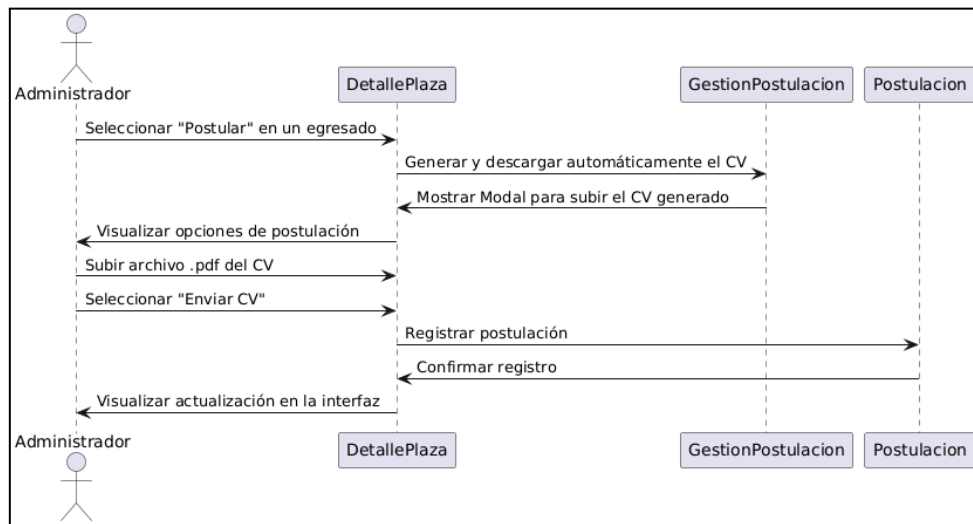 Administrador
DetallePlaza
GestionPostulacion
Postulacion
Seleccionar "Postular" en un egresado
Generar y descargar automáticamente el CV
Mostrar Modal para subir el CV generado
Visualizar opciones de postulación
Subir archivo .pdf del CV
Seleccionar "Enviar CV"
Registrar postulación
Confirmar registro
Visualizar actualización en la interfaz
Administrador
DetallePlaza
GestionPostulacion
Postulacion